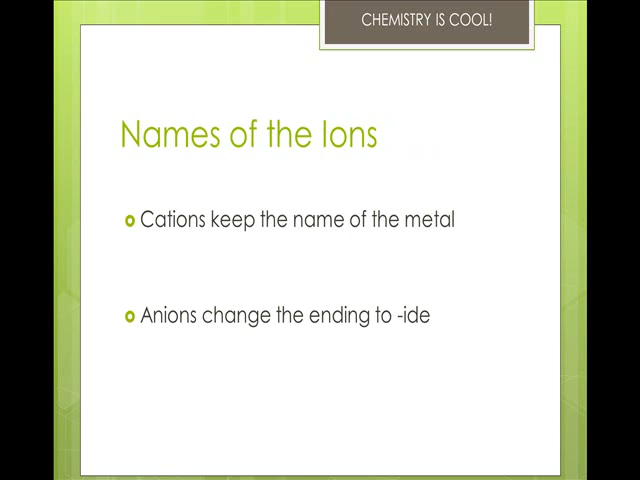 CHEMISTRY IS COOL!
Names of the Ions
Cations keep the name of the metal
Anions change the ending to -ide